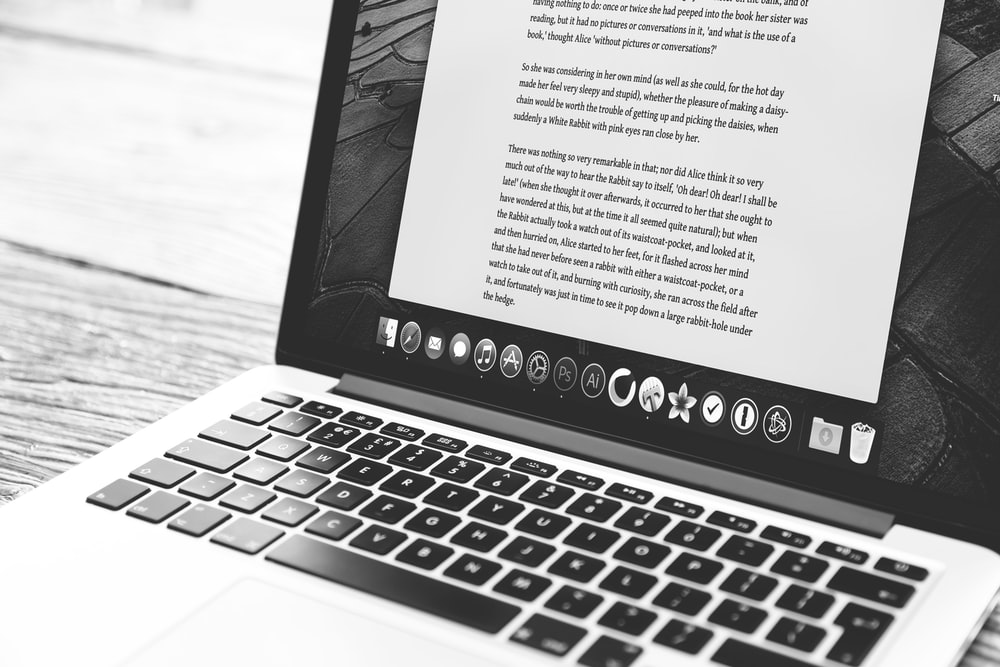 having nothing to do: once or twice she had peeped into the book her sister was
reading, but it had no pictures or conversations in it, 'and what is the use of a
book,' thought Alice 'without pictures or conversations?'
So she was considering in her own mind (as well as she could, for the hot day
made her feel very sleepy and stupid), whether the pleasure of making a daisy-
chain would be worth the trouble of getting up and picking the daisies, when
suddenly a White Rabbit with pink eyes ran close by her.
There was nothing so very remarkable in that; nor did Alice think it so very
much out of the way to hear the Rabbit say to itself, 'Oh dear! Oh dear! I shall be
late!' (when she thought it over afterwards, it occurred to her that she ought to
have wondered at this, but at the time it all seemed quite natural); but when
the Rabbit actually took a watch out of its waistcoat-pocket, and looked at it,
and then hurried on, Alice started to her feet, for it flashed across her mind
that she had never before seen a rabbit with either a waistcoat-pocket, or a
watch to take out of it, and burning with curiosity, she ran across the field after
it, and fortunately was just in time to see it pop down a large rabbit-hole under
the hedge.
Ps Ai
1 2 3 4 5 6 7
Q W E R T Y U I O P
A S D F G H J K L
Z X C V B N M